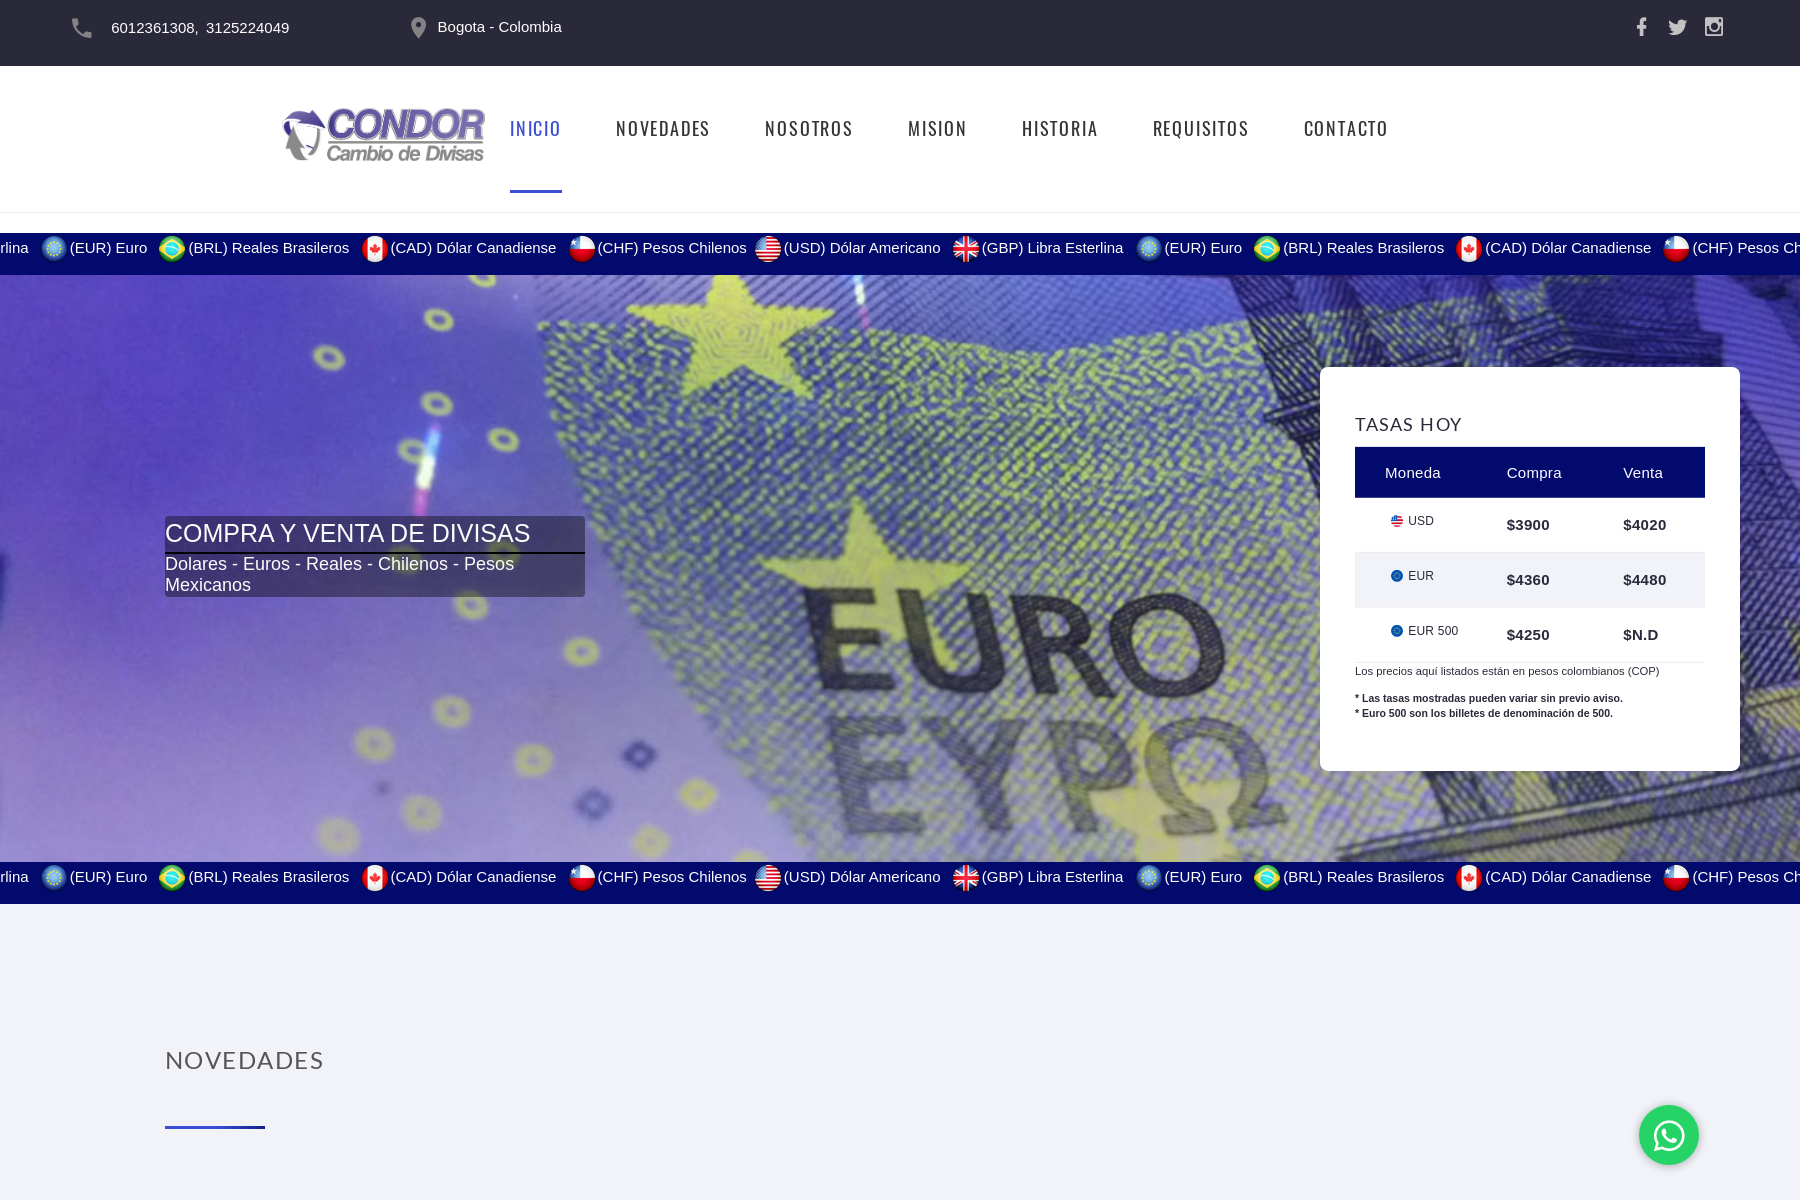 6012361308, 3125224049
Bogota - Colombia
CONDOR
Cambio de Divisas
INICIO
NOVEDADES
NOSOTROS
MISION
HISTORIA
REQUISITOS
CONTACTO
rlina (EUR) Euro (BRL) Reales Brasileros (CAD) Dólar Canadiense (CHF) Pesos Chilenos (USD) Dólar Americano (GBP) Libra Esterlina (EUR) Euro (BRL) Reales Brasileros (CAD) Dólar Canadiense (CHF) Pesos Ch
COMPRA Y VENTA DE DIVISAS
Dolares - Euros - Reales - Chilenos - Pesos
Mexicanos
EURO
ΕΥΡΩ
TASAS HOY
Moneda Compra Venta
USD $3900 $4020
EUR $4360 $4480
EUR 500 $4250 $N.D
Los precios aquí listados están en pesos colombianos (COP)
* Las tasas mostradas pueden variar sin previo aviso.
* Euro 500 son los billetes de denominación de 500.
rlina (EUR) Euro (BRL) Reales Brasileros (CAD) Dólar Canadiense (CHF) Pesos Chilenos (USD) Dólar Americano (GBP) Libra Esterlina (EUR) Euro (BRL) Reales Brasileros (CAD) Dólar Canadiense (CHF) Pesos Ch
NOVEDADES